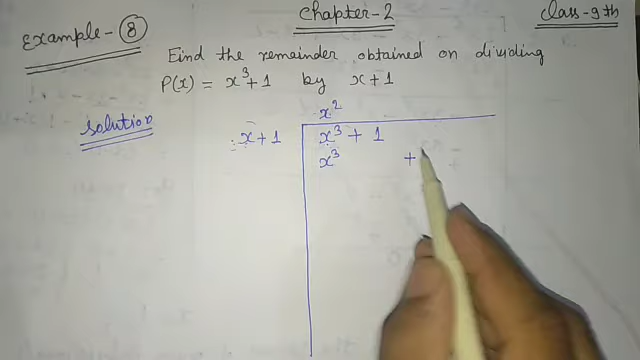 Chapter-2
Class-9th
Example-8
Find the remainder obtained on dividing
P(x) = x³+1 by x+1
Solution
x²
x+1
x³ + 1
x³ +